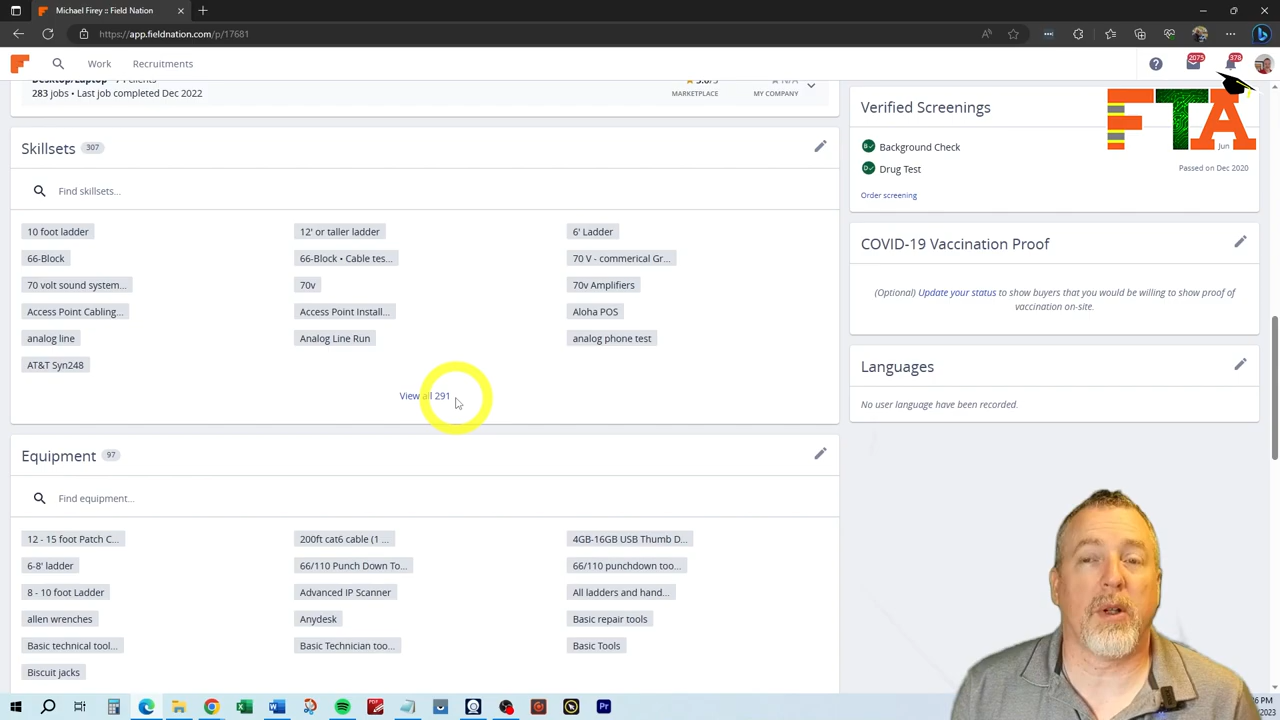 Michael Firey :: Field Nation
https://app.fieldnation.com/p/17681
Work
Recruitments
2075
378
Desktop/Laptop
283 jobs • Last job completed Dec 2022
MARKETPLACE
MY COMPANY
Skillsets 307
Find skillsets...
10 foot ladder
12' or taller ladder
6' Ladder
66-Block
66-Block • Cable tes...
70 V - commerical Gr...
70 volt sound system...
70v
70v Amplifiers
Access Point Cabling...
Access Point Install...
Aloha POS
analog line
Analog Line Run
analog phone test
AT&T Syn248
View all 291
Equipment 97
Find equipment...
12 - 15 foot Patch C...
200ft cat6 cable (1 ...
4GB-16GB USB Thumb D...
6-8' ladder
66/110 Punch Down To...
66/110 punchdown too...
8 - 10 foot Ladder
Advanced IP Scanner
All ladders and hand...
allen wrenches
Anydesk
Basic repair tools
Basic technical tool...
Basic Technician too...
Basic Tools
Biscuit jacks
Verified Screenings
FTA
Background Check
Jun
Drug Test
Passed on Dec 2020
Order screening
COVID-19 Vaccination Proof
(Optional) Update your status to show buyers that you would be willing to show proof of
vaccination on-site.
Languages
No user language have been recorded.